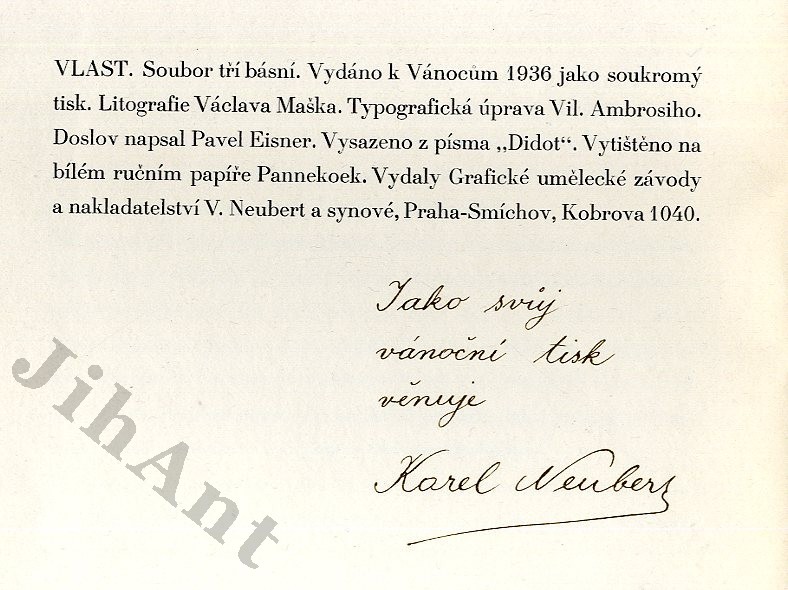 VLAST. Soubor tří básní. Vydáno k Vánocům 1936 jako soukromý
tisk. Litografie Václava Maška. Typografická úprava Vil. Ambrosiho.
Doslov napsal Pavel Eisner. Vysazeno z písma „Didot“. Vytištěno na
bílém ručním papíře Pannekoek. Vydaly Grafické umělecké závody
a nakladatelství V. Neubert a synové, Praha-Smíchov, Kobrova 1040.
Jako svůj
vánoční tisk
věnuje
Karel Neubert
JihAnt